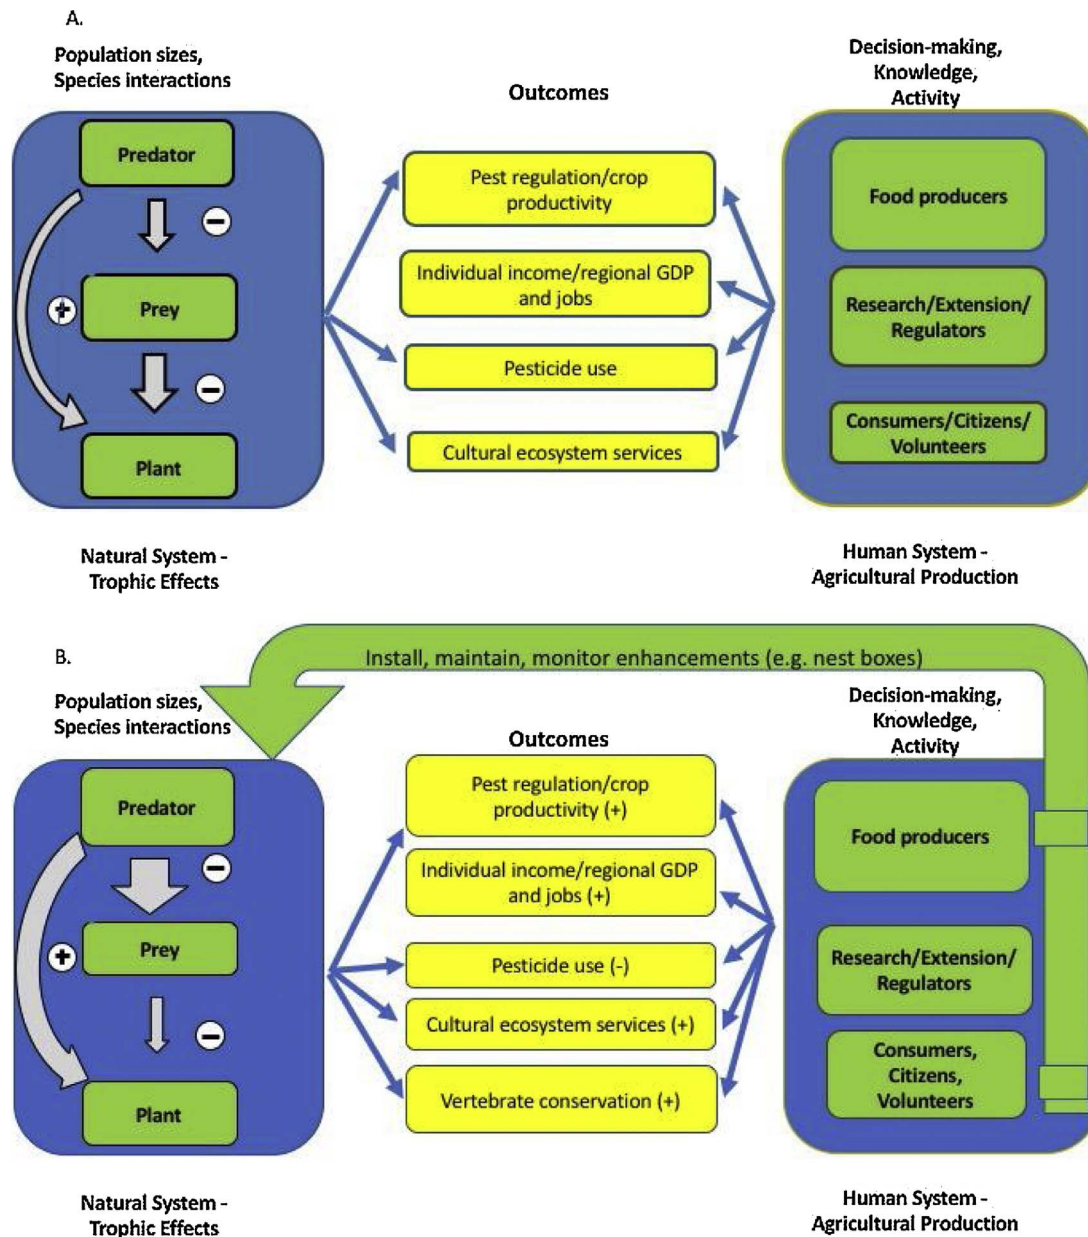 A.
Population sizes,
Species interactions
Outcomes
Decision-making,
Knowledge,
Activity
Predator
−
+
Prey
−
Plant
Pest regulation/crop
productivity
Individual income/regional GDP
and jobs
Pesticide use
Cultural ecosystem services
Food producers
Research/Extension/
Regulators
Consumers/Citizens/
Volunteers
Natural System -
Trophic Effects
Human System -
Agricultural Production
B.
Install, maintain, monitor enhancements (e.g. nest boxes)
Population sizes,
Species interactions
Outcomes
Decision-making,
Knowledge,
Activity
Predator
−
+
Prey
−
Plant
Pest regulation/crop
productivity (+)
Individual income/regional GDP
and jobs (+)
Pesticide use (-)
Cultural ecosystem services (+)
Vertebrate conservation (+)
Food producers
Research/Extension/
Regulators
Consumers,
Citizens,
Volunteers
Natural System -
Trophic Effects
Human System -
Agricultural Production